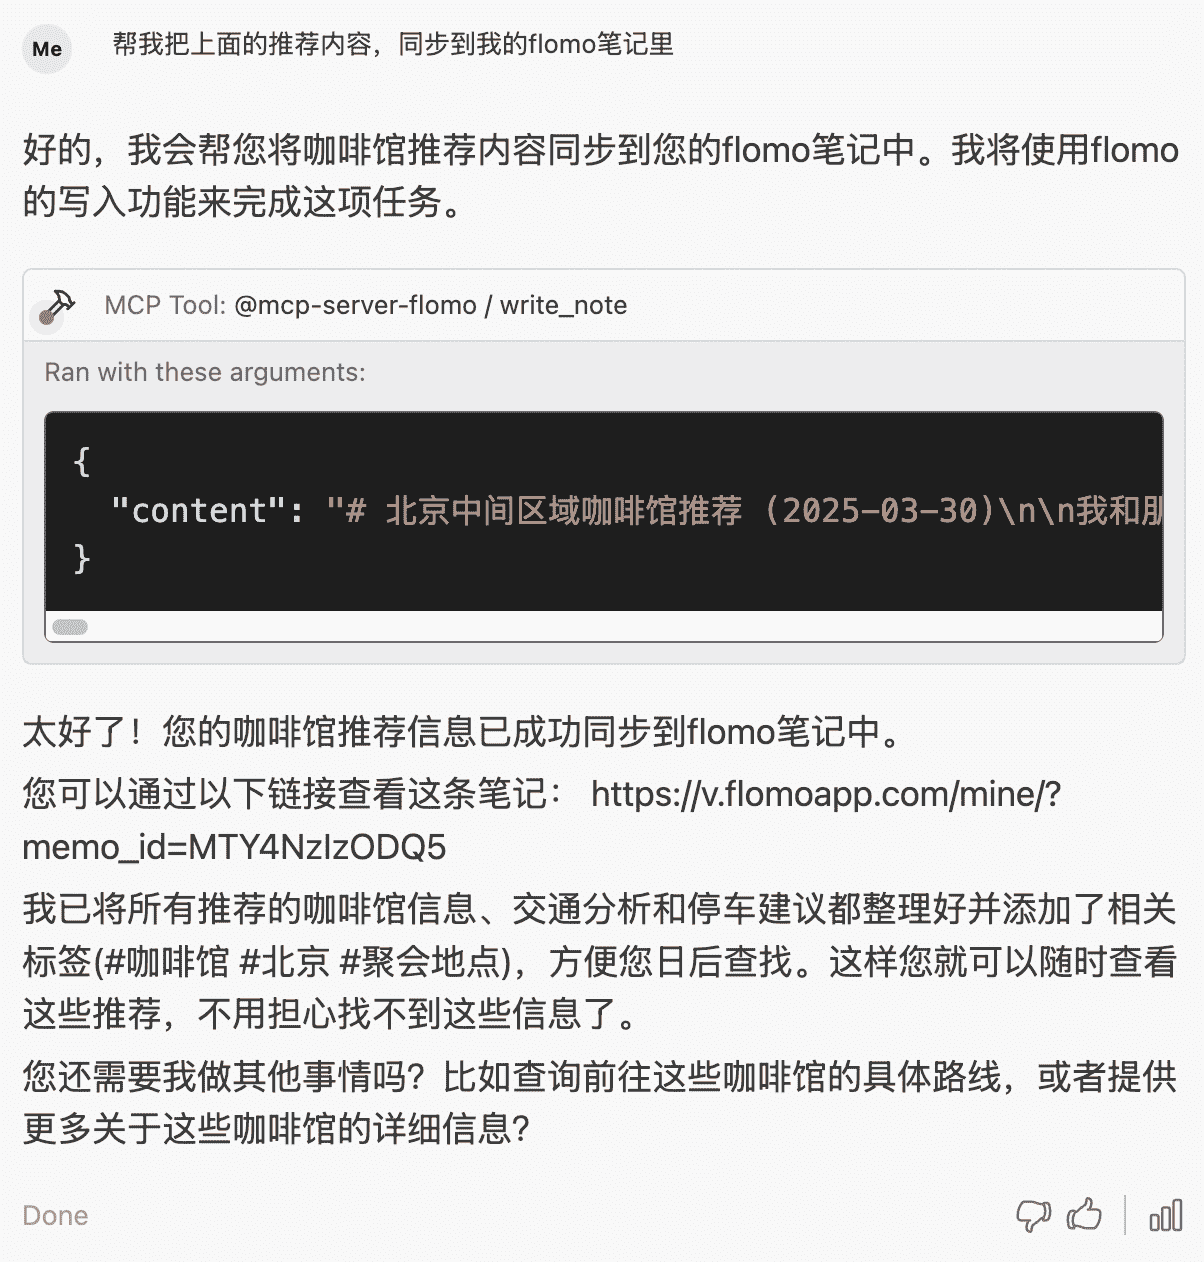 Me
帮我把上面的推荐内容，同步到我的flomo笔记里
好的，我会帮您将咖啡馆推荐内容同步到您的flomo笔记中。我将使用flomo
的写入功能来完成这项任务。
MCP Tool: @mcp-server-flomo / write_note
Ran with these arguments:
{
"content": "# 北京中间区域咖啡馆推荐 (2025-03-30)\n\n我和朋
}
太好了！您的咖啡馆推荐信息已成功同步到flomo笔记中。
您可以通过以下链接查看这条笔记： https://v.flomoapp.com/mine/?
memo_id=MTY4NzIzODQ5
我已将所有推荐的咖啡馆信息、交通分析和停车建议都整理好并添加了相关
标签(#咖啡馆 #北京 #聚会地点)，方便您日后查找。这样您就可以随时查看
这些推荐，不用担心找不到这些信息了。
您还需要我做其他事情吗？比如查询前往这些咖啡馆的具体路线，或者提供
更多关于这些咖啡馆的详细信息？
Done